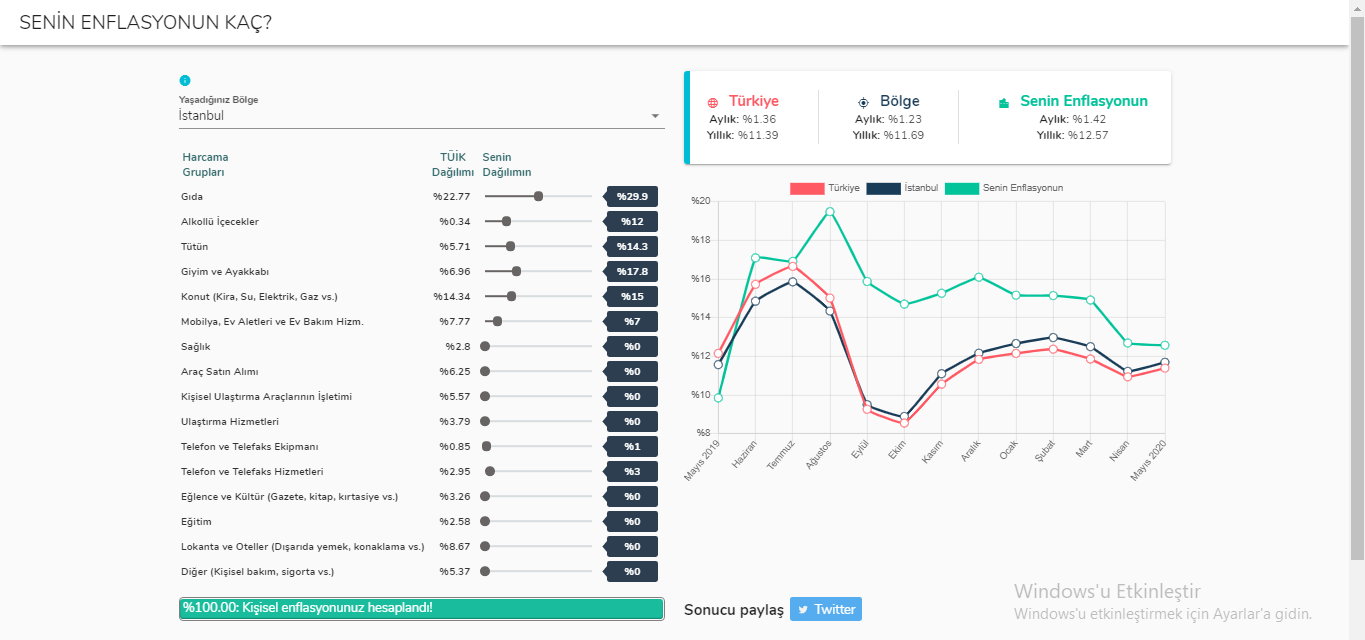 SENİN ENFLASYONUN KAÇ?
Yaşadığınız Bölge
İstanbul
Harcama Grupları TÜİK Dağılımı Senin Dağılımın
Gıda %22.77 %29.9
Alkollü İçecekler %0.34 %12
Tütün %5.71 %14.3
Giyim ve Ayakkabı %6.96 %17.8
Konut (Kira, Su, Elektrik, Gaz vs.) %14.34 %15
Mobilya, Ev Aletleri ve Ev Bakım Hizm. %7.77 %7
Sağlık %2.8 %0
Araç Satın Alımı %6.25 %0
Kişisel Ulaştırma Araçlarının İşletimi %5.57 %0
Ulaştırma Hizmetleri %3.79 %0
Telefon ve Telefaks Ekipmanı %0.85 %1
Telefon ve Telefaks Hizmetleri %2.95 %3
Eğlence ve Kültür (Gazete, kitap, kırtasiye vs.) %3.26 %0
Eğitim %2.58 %0
Lokanta ve Oteller (Dışarıda yemek, konaklama vs.) %8.67 %0
Diğer (Kişisel bakım, sigorta vs.) %5.37 %0
%100.00: Kişisel enflasyonunuz hesaplandı!
Türkiye
Aylık: %1.36
Yıllık: %11.39
Bölge
Aylık: %1.23
Yıllık: %11.69
Senin Enflasyonun
Aylık: %1.42
Yıllık: %12.57
Türkiye İstanbul Senin Enflasyonun
%20
%18
%16
%14
%12
%10
%8
Mayıs 2019 Haziran Temmuz Ağustos Eylül Ekim Kasım Aralık Ocak Şubat Mart Nisan Mayıs 2020
Sonucu paylaş Twitter
Windows'u Etkinleştir
Windows'u etkinleştirmek için Ayarlar'a gidin.